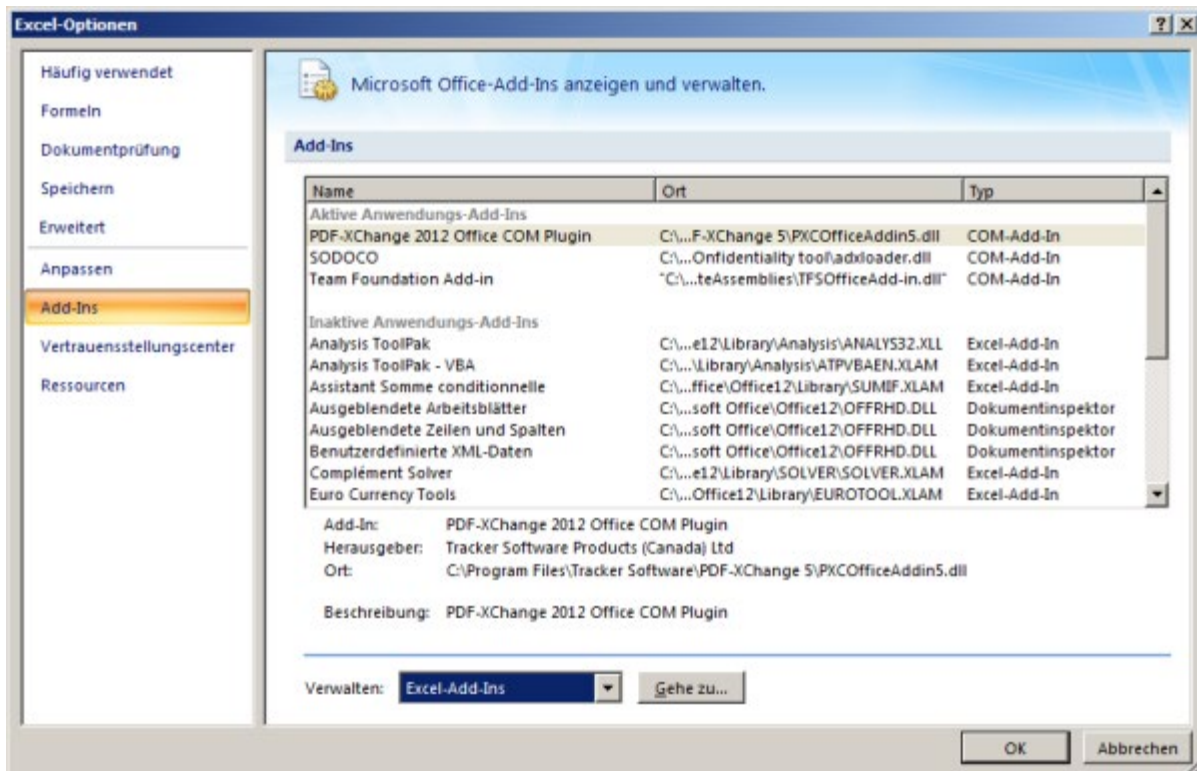 Excel-Optionen
Häufig verwendet
Formeln
Dokumentprüfung
Speichern
Erweitert
Anpassen
Add-Ins
Vertrauensstellungscenter
Ressourcen
Microsoft Office-Add-Ins anzeigen und verwalten.
Add-Ins
Name Ort Typ
Aktive Anwendungs-Add-Ins
PDF-XChange 2012 Office COM Plugin C:\...F-XChange 5\PXCOfficeAddin5.dll COM-Add-In
SODOCO C:\...Onfidentiality tool\adxloader.dll COM-Add-In
Team Foundation Add-in "C:\...teAssemblies\TFSOfficeAdd-in.dll" COM-Add-In
Inaktive Anwendungs-Add-Ins
Analysis ToolPak C:\...e12\Library\Analysis\ANALYS32.XLL Excel-Add-In
Analysis ToolPak - VBA C:\...\Library\Analysis\ATPVBAEN.XLAM Excel-Add-In
Assistant Somme conditionnelle C:\...ffice\Office12\Library\SUMIF.XLAM Excel-Add-In
Ausgeblendete Arbeitsblätter C:\...soft Office\Office12\OFFRHD.DLL Dokumentinspektor
Ausgeblendete Zeilen und Spalten C:\...soft Office\Office12\OFFRHD.DLL Dokumentinspektor
Benutzerdefinierte XML-Daten C:\...soft Office\Office12\OFFRHD.DLL Dokumentinspektor
Complément Solver C:\...e12\Library\SOLVER\SOLVER.XLAM Excel-Add-In
Euro Currency Tools C:\...Office12\Library\EUROTOOL.XLAM Excel-Add-In
Add-In: PDF-XChange 2012 Office COM Plugin
Herausgeber: Tracker Software Products (Canada) Ltd
Ort: C:\Program Files\Tracker Software\PDF-XChange 5\PXCOfficeAddin5.dll
Beschreibung: PDF-XChange 2012 Office COM Plugin
Verwalten: Excel-Add-Ins Gehe zu...
OK Abbrechen